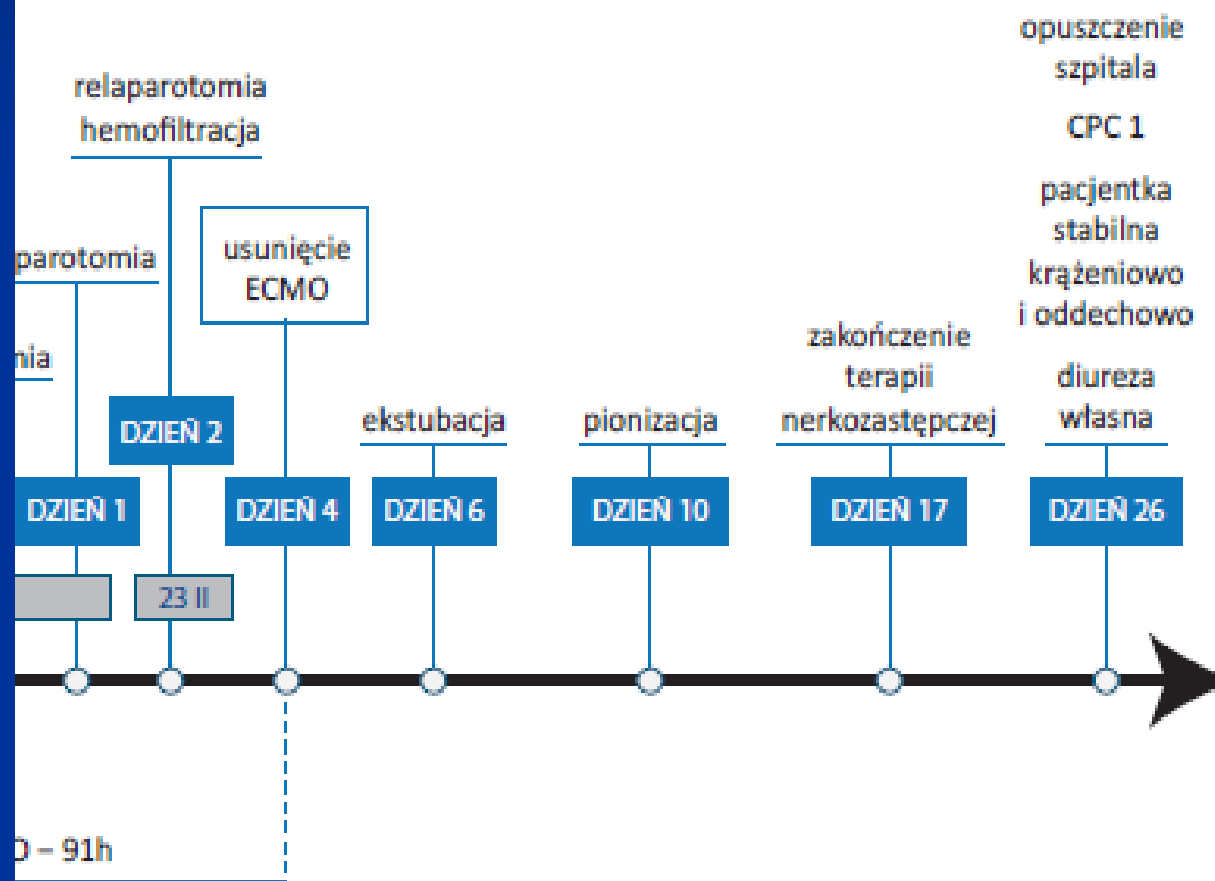 relaparotomia
hemofiltracja
DZIEŃ 2
23 II
parotomia
nia
DZIEŃ 1
usunięcie
ECMO
DZIEŃ 4
ekstubacja
DZIEŃ 6
pionizacja
DZIEŃ 10
zakończenie
terapii
nerkozastępczej
DZIEŃ 17
opuszczenie
szpitala
CPC 1
pacjentka
stabilna
krążeniowo
i oddechowo
diureza
własna
DZIEŃ 26
– 91h